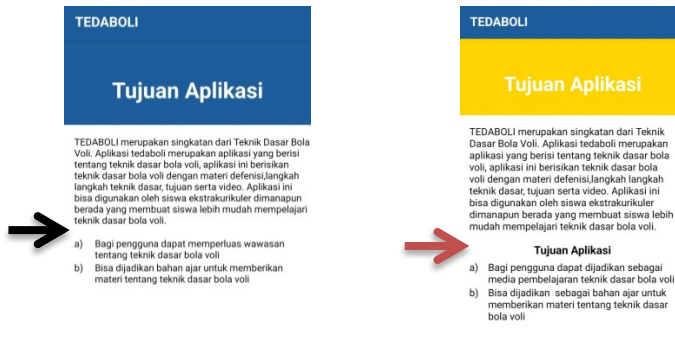 TEDABOLI
Tujuan Aplikasi
TEDABOLI merupakan singkatan dari Teknik Dasar Bola
Voli. Aplikasi tedaboli merupakan aplikasi yang berisi
tentang teknik dasar bola voli, aplikasi ini berisikan
teknik dasar bola voli dengan materi defenisi,langkah
langkah teknik dasar, tujuan serta video. Aplikasi ini
bisa digunakan oleh siswa ekstrakurikuler dimanapun
berada yang membuat siswa lebih mudah mempelajari
teknik dasar bola voli.
a) Bagi pengguna dapat memperluas wawasan
tentang teknik dasar bola voli
b) Bisa dijadikan bahan ajar untuk memberikan
materi tentang teknik dasar bola voli
TEDABOLI
Tujuan Aplikasi
TEDABOLI merupakan singkatan dari Teknik
Dasar Bola Voli. Aplikasi tedaboli merupakan
aplikasi yang berisi tentang teknik dasar bola
voli, aplikasi ini berisikan teknik dasar bola
voli dengan materi defenisi,langkah langkah
teknik dasar, tujuan serta video. Aplikasi ini
bisa digunakan oleh siswa ekstrakurikuler
dimanapun berada yang membuat siswa lebih
mudah mempelajari teknik dasar bola voli.
Tujuan Aplikasi
a) Bagi pengguna dapat dijadikan sebagai
media pembelajaran teknik dasar bola voli
b) Bisa dijadikan sebagai bahan ajar untuk
memberikan materi tentang teknik dasar
bola voli